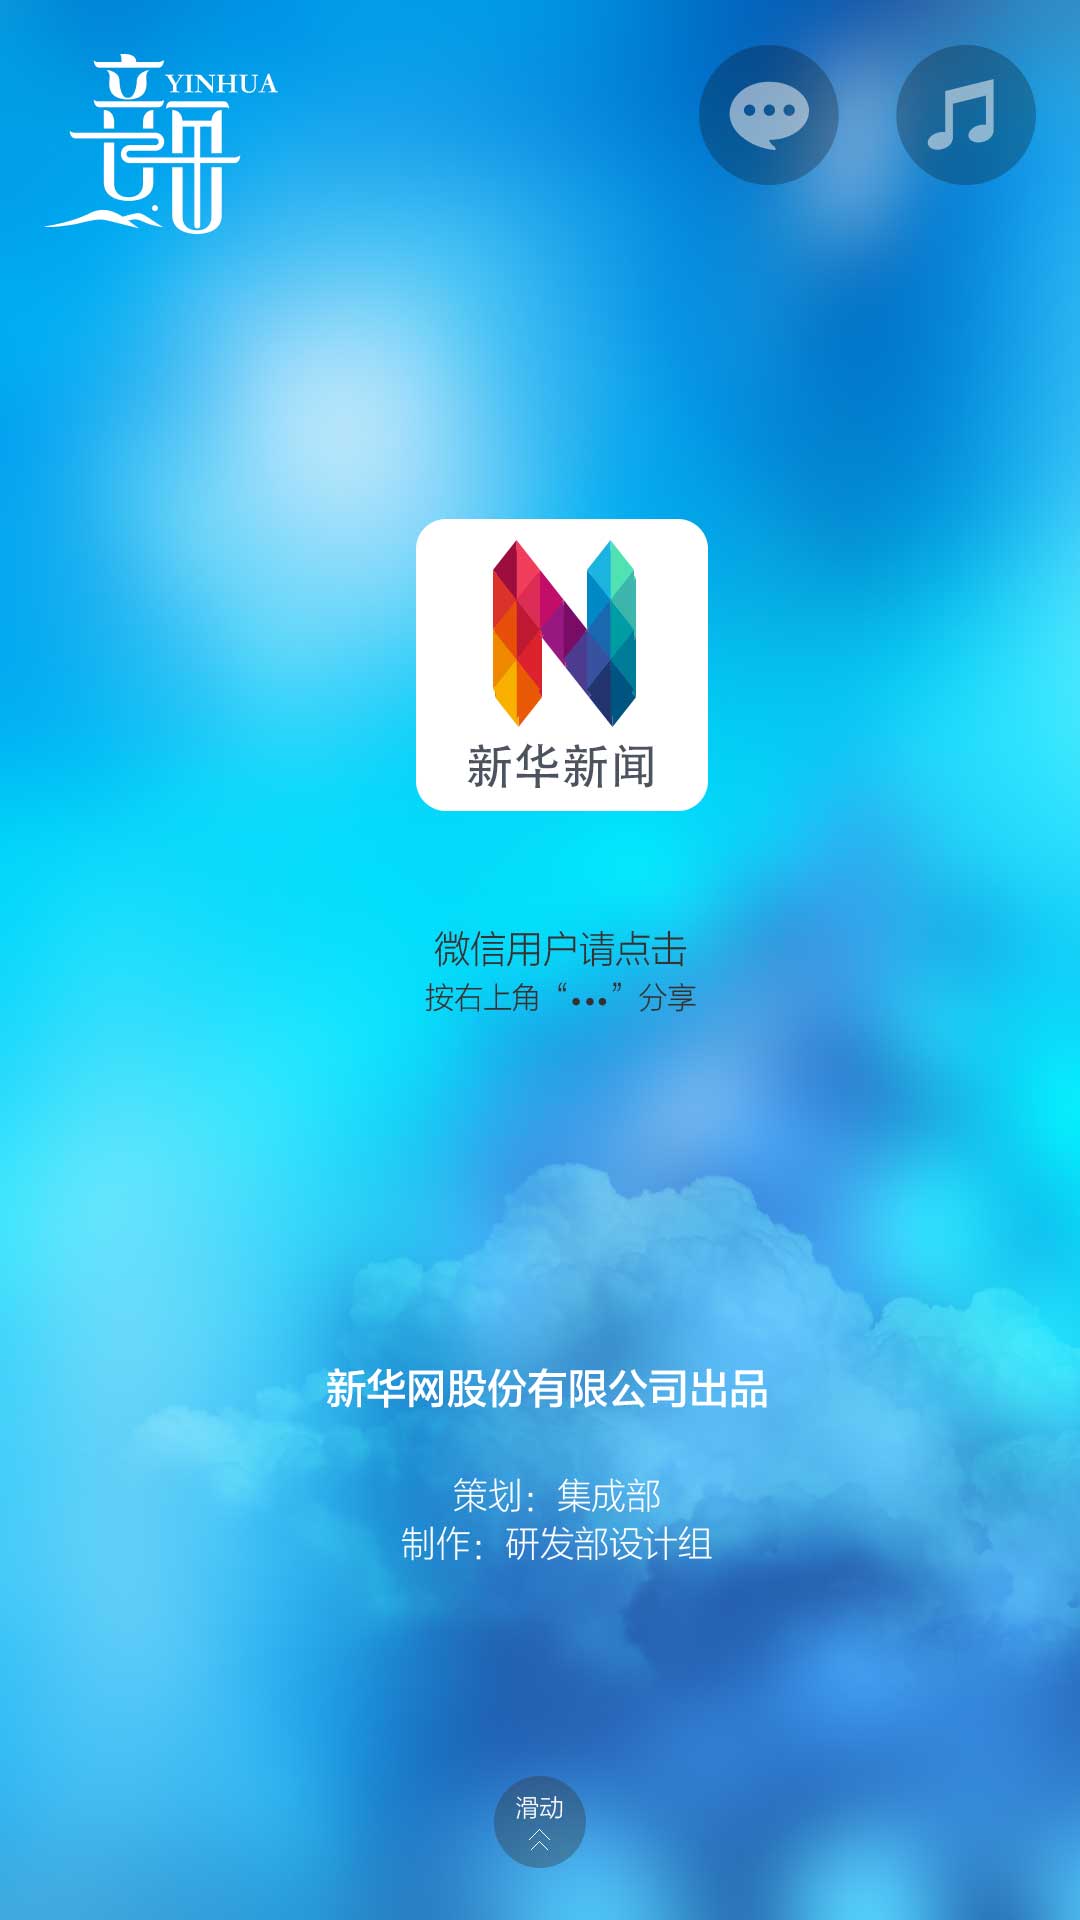 YINHUA
新华新闻
微信用户请点击
按右上角“•••”分享
新华网股份有限公司出品
策划：集成部
制作：研发部设计组
滑动